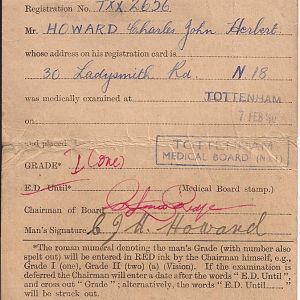 Registration No. TXX 2656
Mr. HOWARD Charles John Herbert
whose address on his registration card is
30 Ladysmith Rd. N.18
was medically examined at TOTTENHAM
on 7 FEB
and placed in
GRADE* I (one)
TOTTENHAM
MEDICAL BOARD
E.D. Until* (Medical Board stamp.)
Chairman of Board
Man's Signature C J H. Howard
*The roman numeral denoting the man's Grade (with number also
spelt out) will be entered in RED ink by the Chairman himself, e.g.,
Grade I (one), Grade II (two) (a) (Vision). If the examination is
deferred the Chairman will enter a date after the words "E.D. Until",
and cross out "Grade"; alternatively, the words "E.D. Until"
will be struck out.